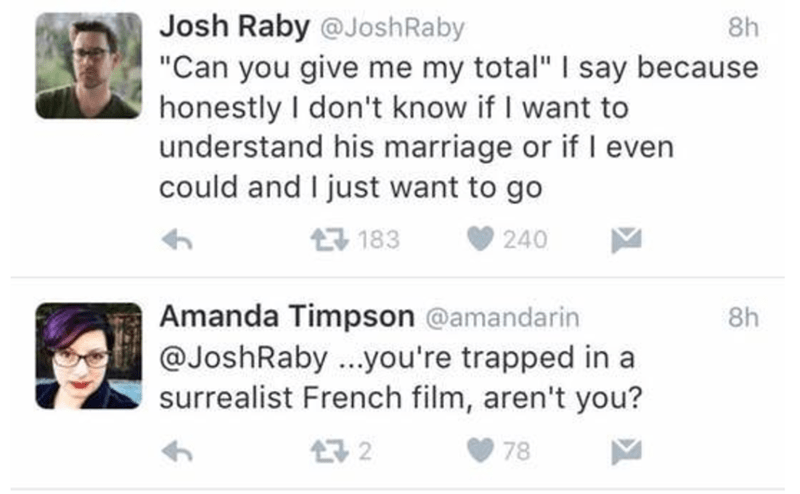 Josh Raby @JoshRaby 8h
"Can you give me my total" I say because
honestly I don't know if I want to
understand his marriage or if I even
could and I just want to go
183 240
Amanda Timpson @amandarin 8h
@JoshRaby ...you're trapped in a
surrealist French film, aren't you?
2 78